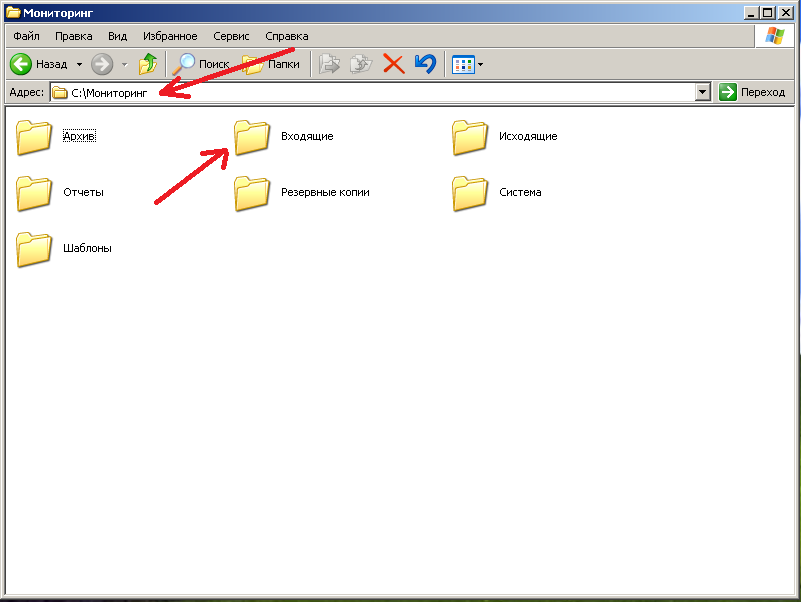 Мониторинг
Файл Правка Вид Избранное Сервис Справка
Назад Поиск Папки
Адрес: C:\Мониторинг Переход
Архив Входящие Исходящие
Отчеты Резервные копии Система
Шаблоны